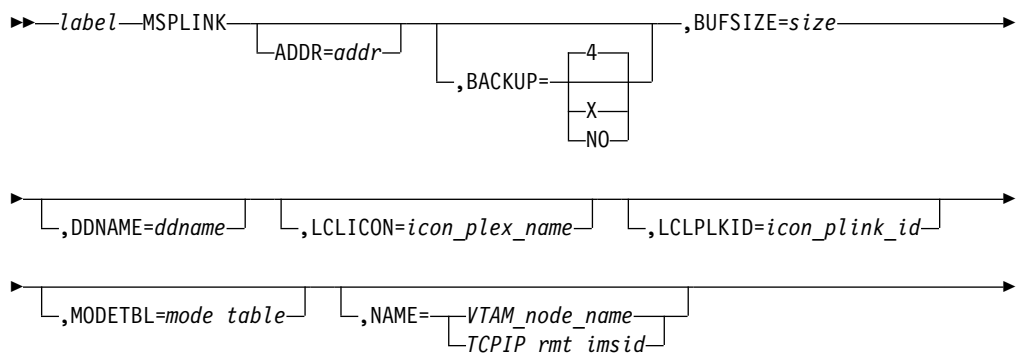 label MSPLINK ,BUFSIZE=size
ADDR=addr
4
,BACKUP=
X
NO
,DDNAME=ddname ,LCLICON=icon_plex_name ,LCLPLKID=icon_plink_id
,MODETBL=mode table ,NAME= VTAM_node_name
TCPIP rmt imsid